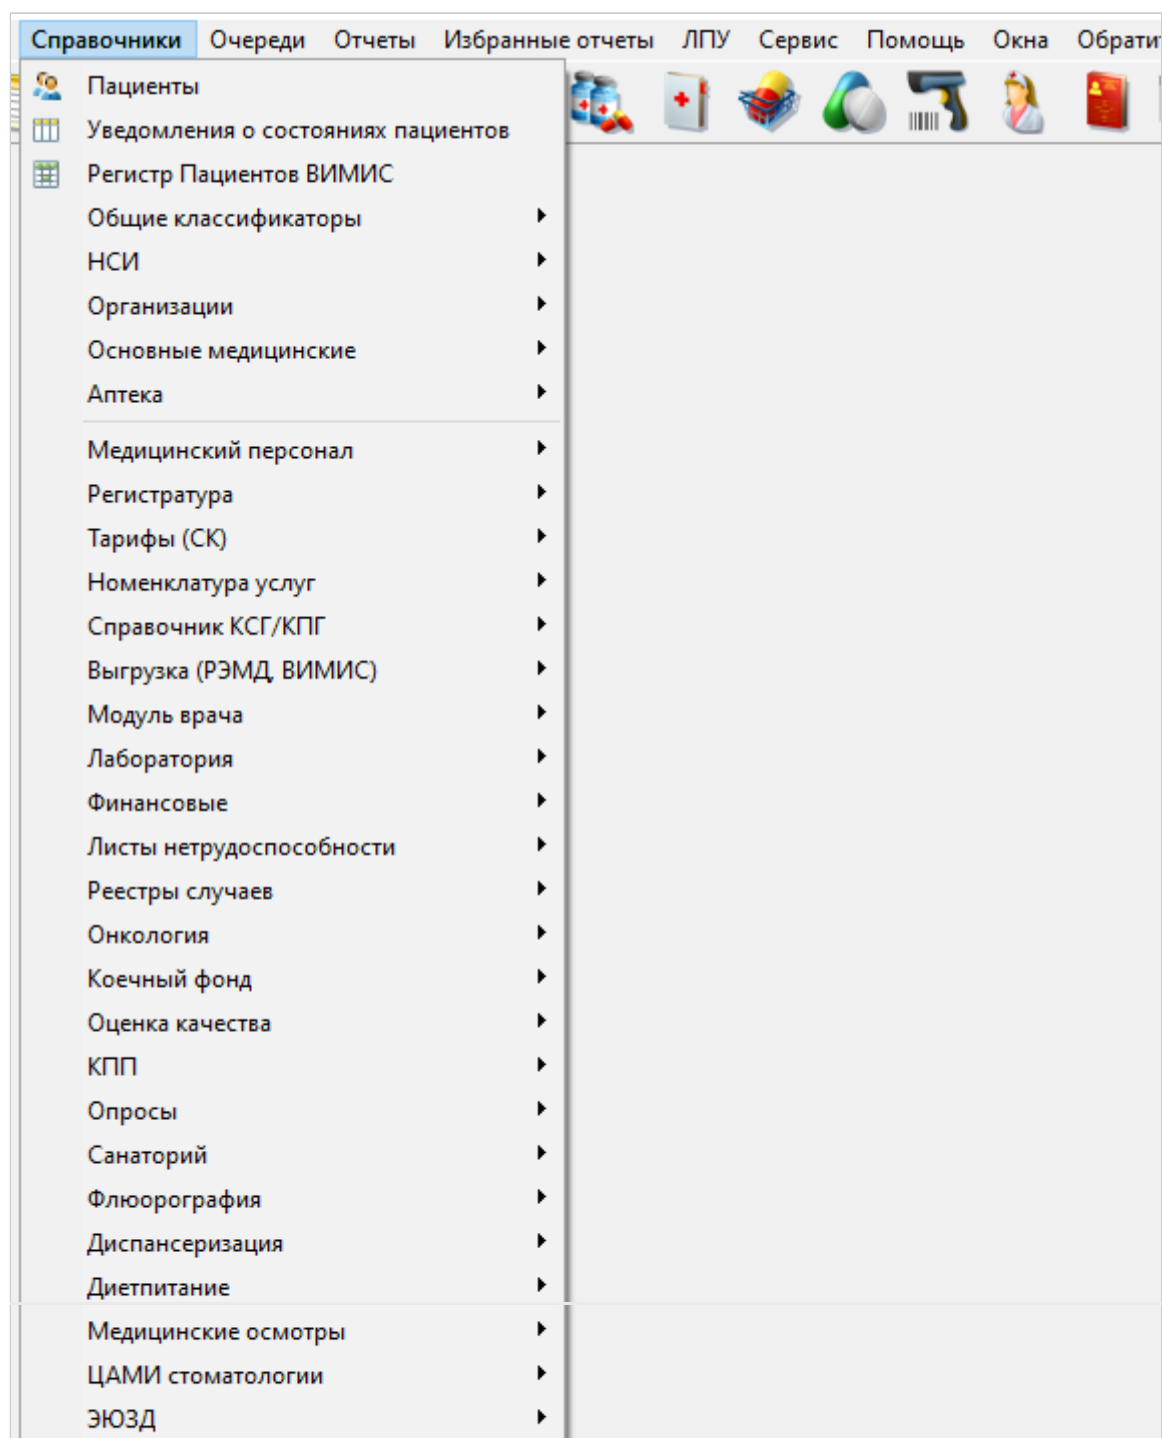 Справочники Очереди Отчеты Избранные отчеты ЛПУ Сервис Помощь Окна
Пациенты
Уведомления о состояниях пациентов
Регистр Пациентов ВИМИС
Общие классификаторы
НСИ
Организации
Основные медицинские
Аптека
Медицинский персонал
Регистратура
Тарифы (СК)
Номенклатура услуг
Справочник КСГ/КПГ
Выгрузка (РЭМД, ВИМИС)
Модуль врача
Лаборатория
Финансовые
Листы нетрудоспособности
Реестры случаев
Онкология
Коечный фонд
Оценка качества
КПП
Опросы
Санаторий
Флюорография
Диспансеризация
Диетпитание
Медицинские осмотры
ЦАМИ стоматологии
ЭЮЗД